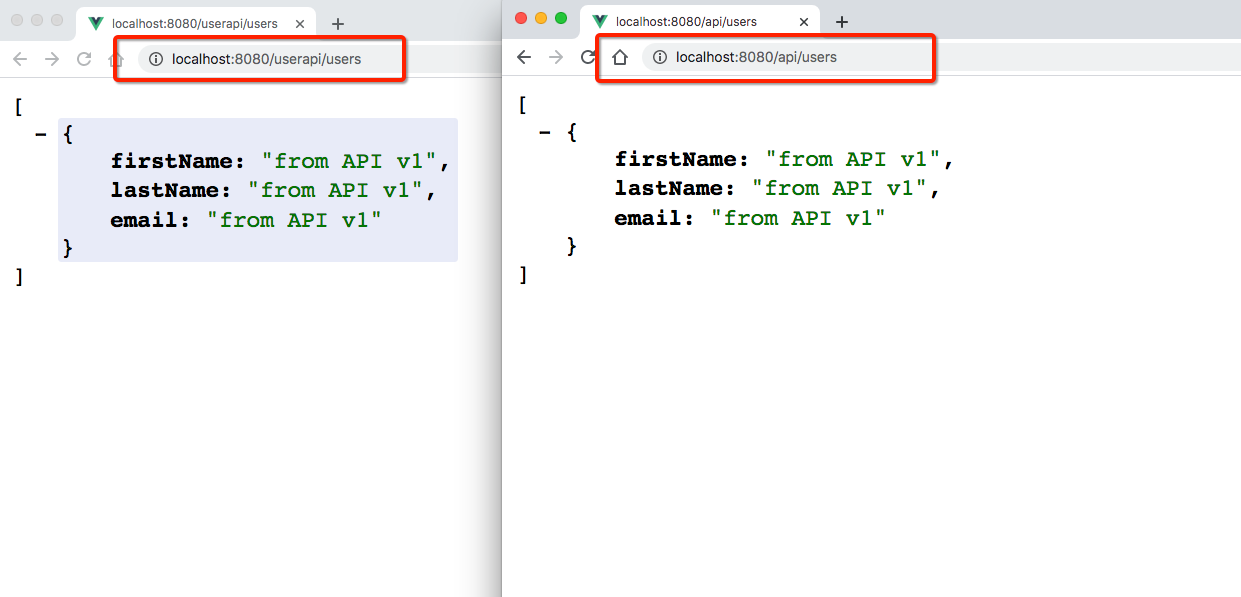 localhost:8080/userapi/users
localhost:8080/userapi/users
[
- {
firstName: "from API v1",
lastName: "from API v1",
email: "from API v1"
}
]
localhost:8080/api/users
localhost:8080/api/users
[
- {
firstName: "from API v1",
lastName: "from API v1",
email: "from API v1"
}
]